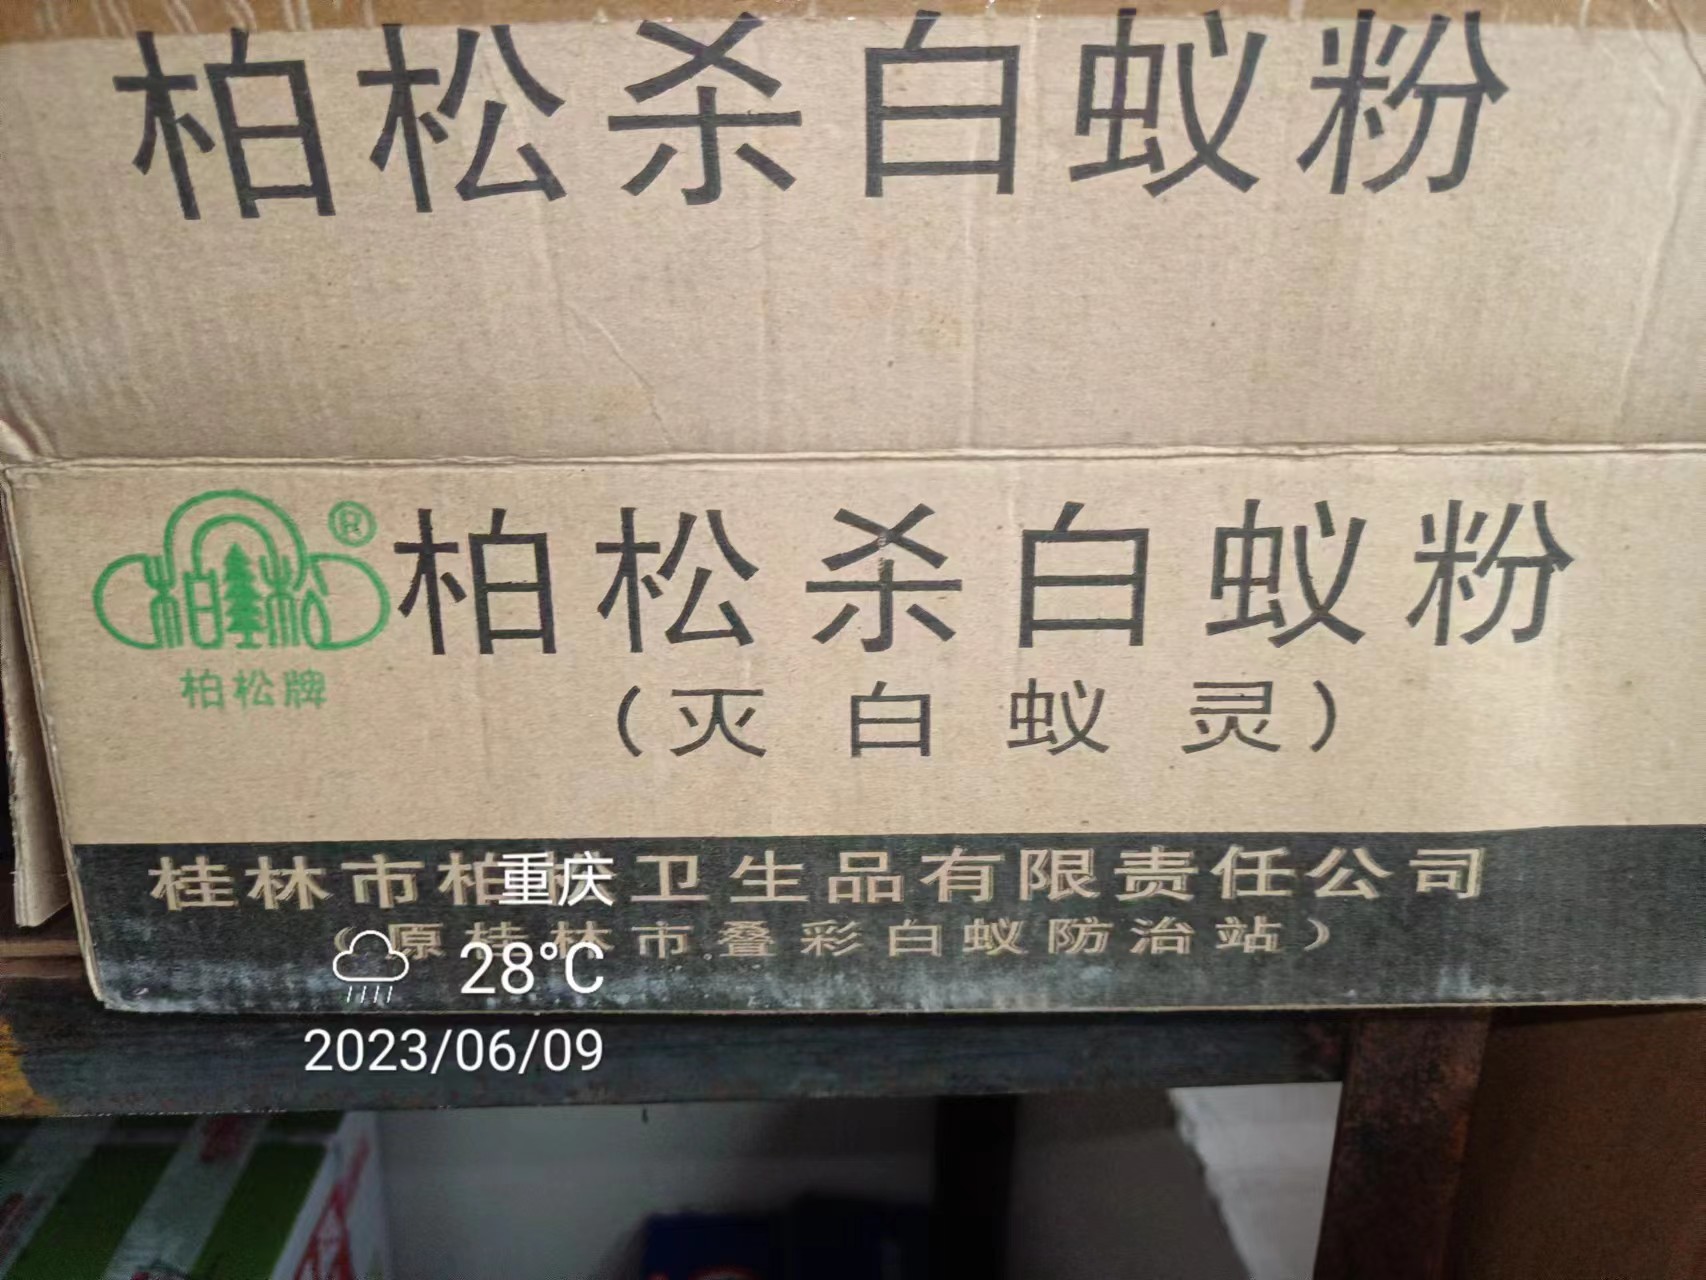 柏松杀白蚁粉
柏松
®
柏松牌
柏松杀白蚁粉
(灭白蚁灵)
桂林市柏 卫生品有限责任公司
(原桂林市叠彩白蚁防治站)
重庆
28°C
2023/06/09